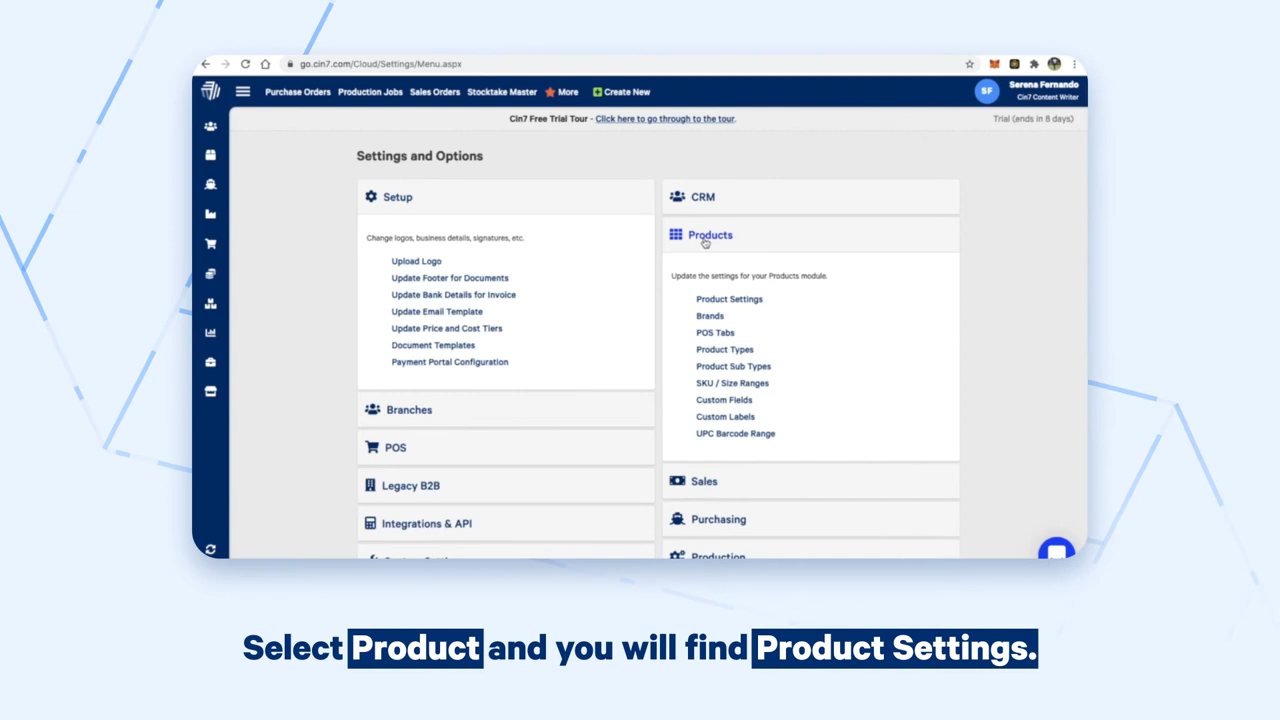 go.cin7.com/Cloud/Settings/Menu.aspx
Purchase Orders Production Jobs Sales Orders Stocktake Master More Create New
SF
Serena Fernando
Cin7 Content Writer
Cin7 Free Trial Tour - Click here to go through to the tour.
Trial (ends in 8 days)
Settings and Options
Setup
Change logos, business details, signatures, etc.
Upload Logo
Update Footer for Documents
Update Bank Details for Invoice
Update Email Template
Update Price and Cost Tiers
Document Templates
Payment Portal Configuration
Branches
POS
Legacy B2B
Integrations & API
CRM
Products
Update the settings for your Products module.
Product Settings
Brands
POS Tabs
Product Types
Product Sub Types
SKU / Size Ranges
Custom Fields
Custom Labels
UPC Barcode Range
Sales
Purchasing
Production
Select Product and you will find Product Settings.